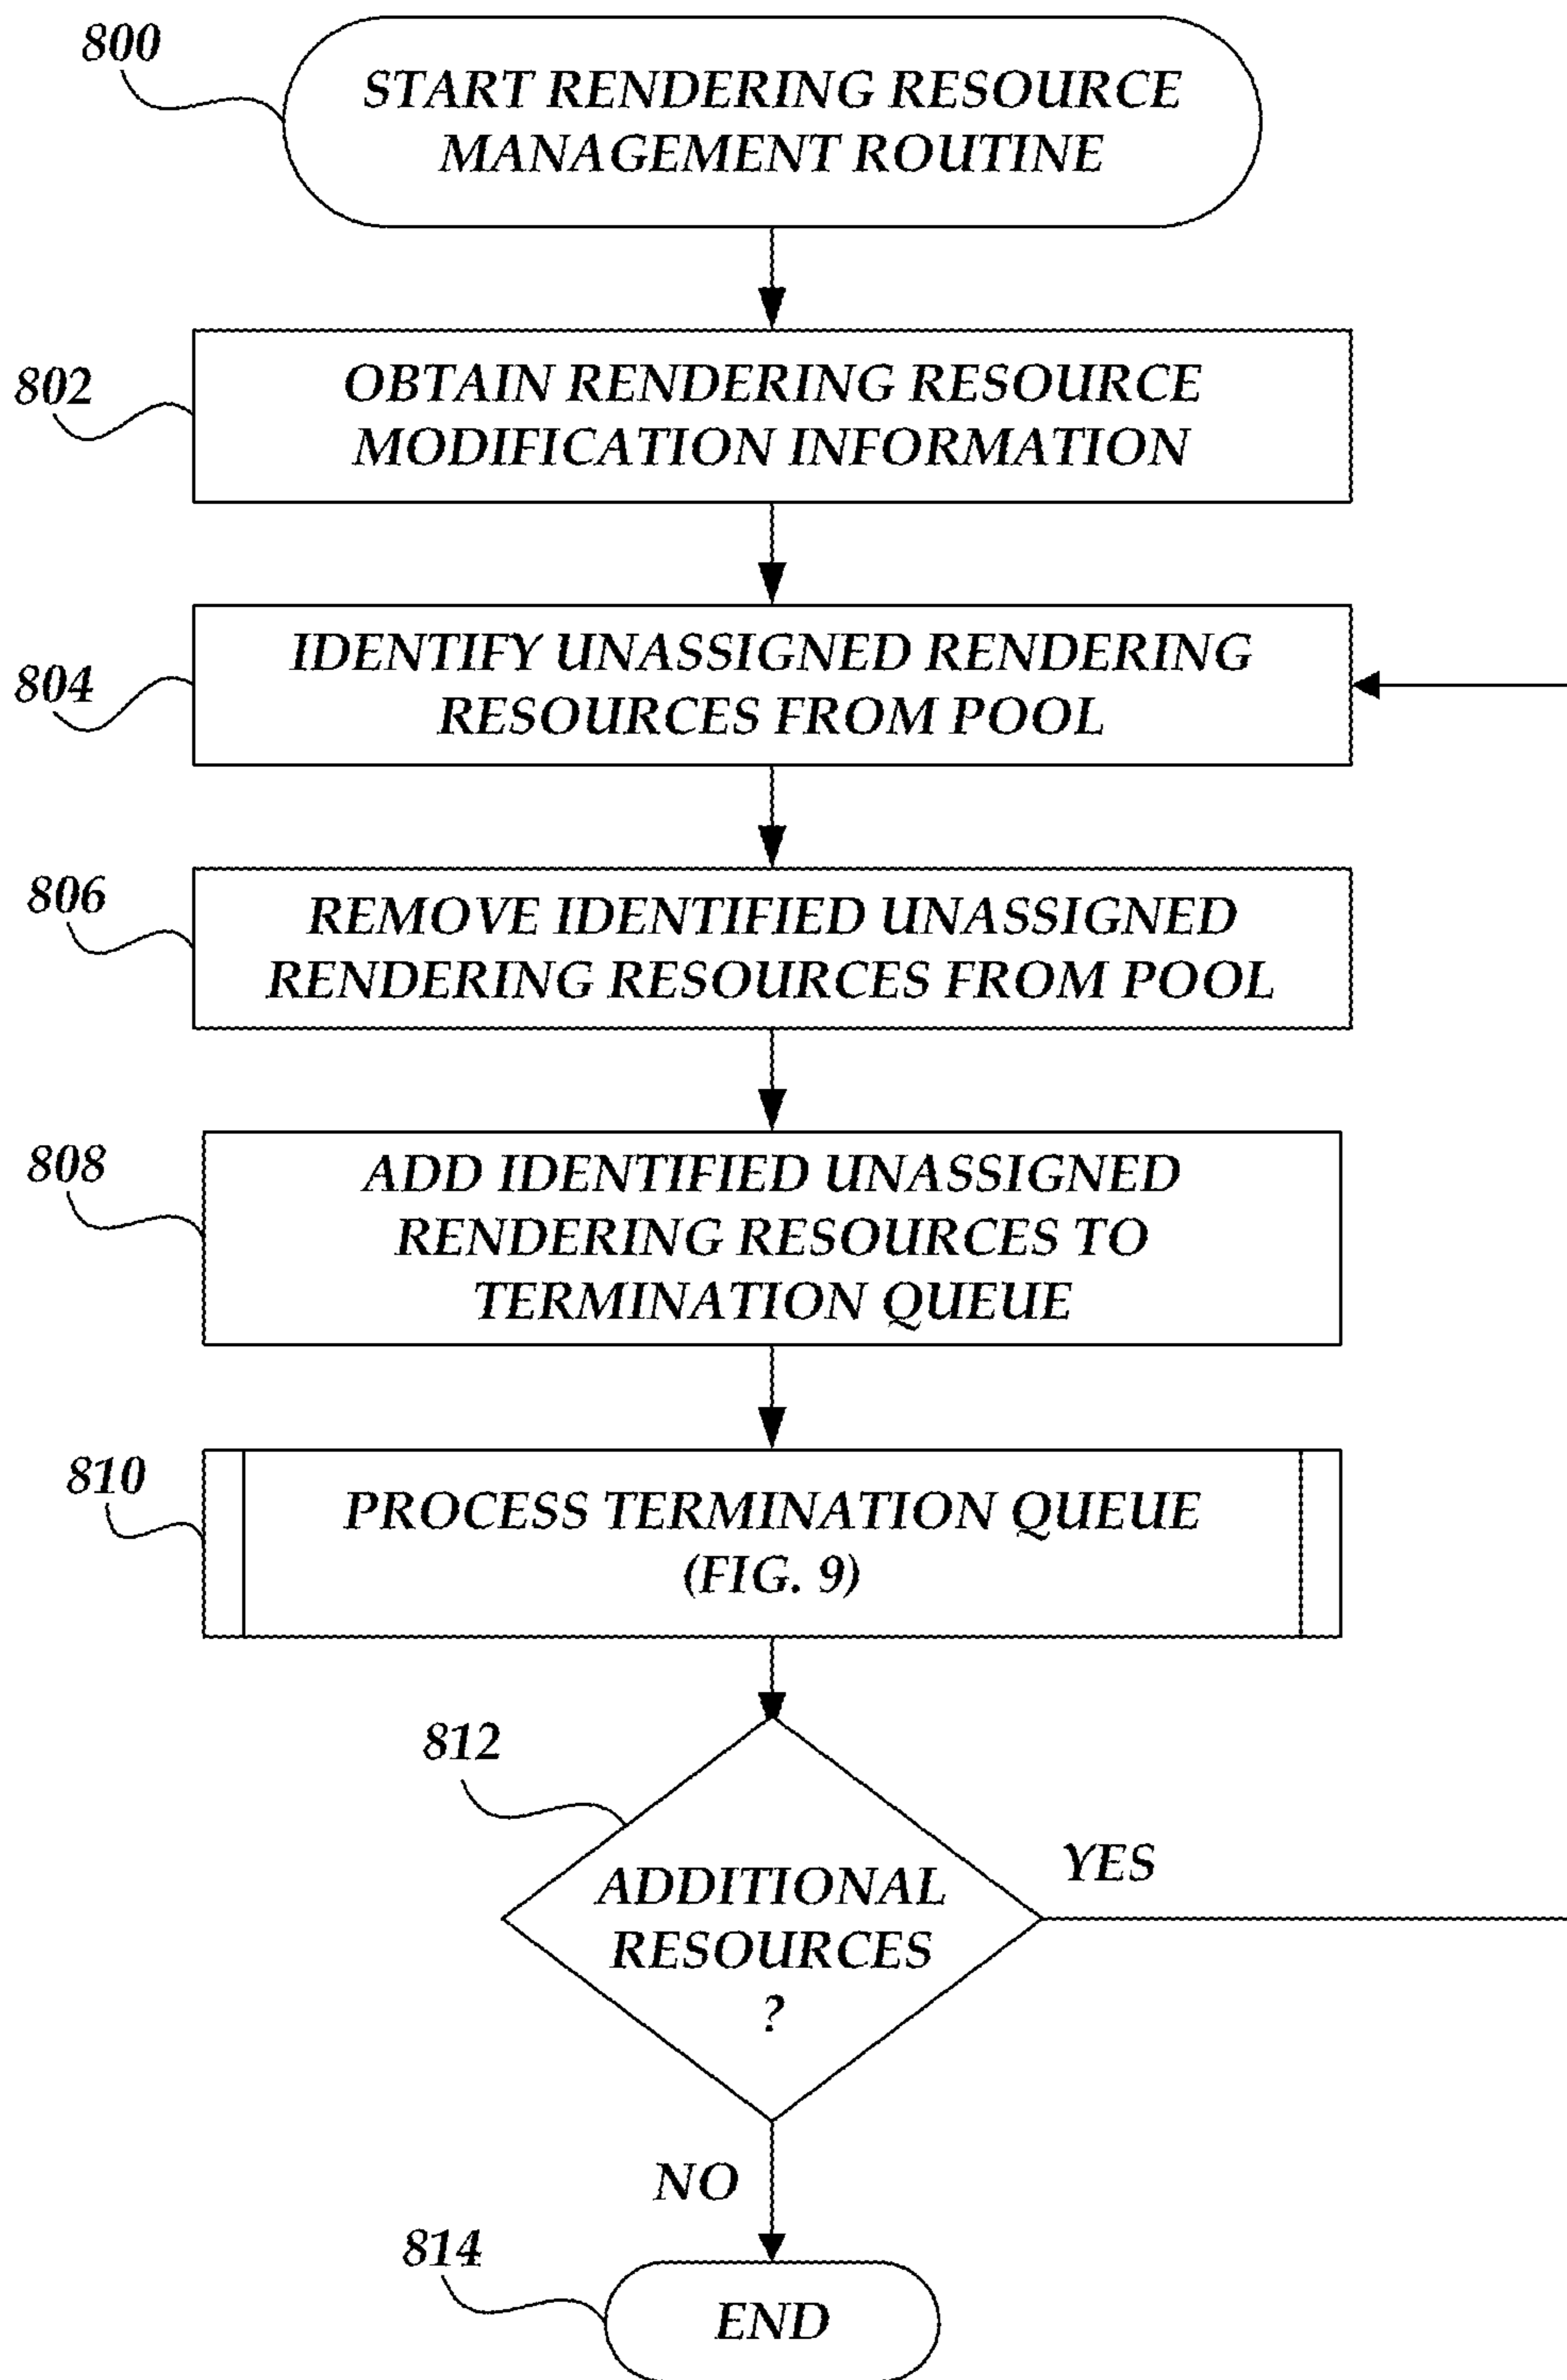 800
START RENDERING RESOURCE
MANAGEMENT ROUTINE
802
OBTAIN RENDERING RESOURCE
MODIFICATION INFORMATION
804
IDENTIFY UNASSIGNED RENDERING
RESOURCES FROM POOL
806
REMOVE IDENTIFIED UNASSIGNED
RENDERING RESOURCES FROM POOL
808
ADD IDENTIFIED UNASSIGNED
RENDERING RESOURCES TO
TERMINATION QUEUE
810
PROCESS TERMINATION QUEUE
(FIG. 9)
812
ADDITIONAL
RESOURCES
?
YES
NO
814
END